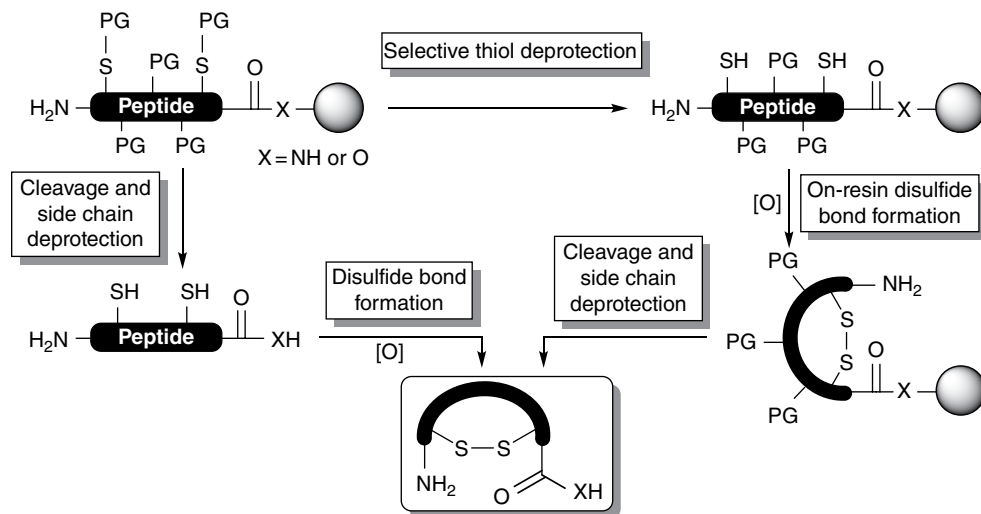 PG PG
S PG S O
H₂N Peptide X
PG PG
X = NH or O
Selective thiol deprotection
SH PG SH O
H₂N Peptide X
PG PG
Cleavage and
side chain
deprotection
[O]
On-resin disulfide
bond formation
SH SH O
H₂N Peptide XH
Disulfide bond
formation
[O]
Cleavage and
side chain
deprotection
PG NH₂
S
PG S O
X
PG
S S
NH₂ O XH